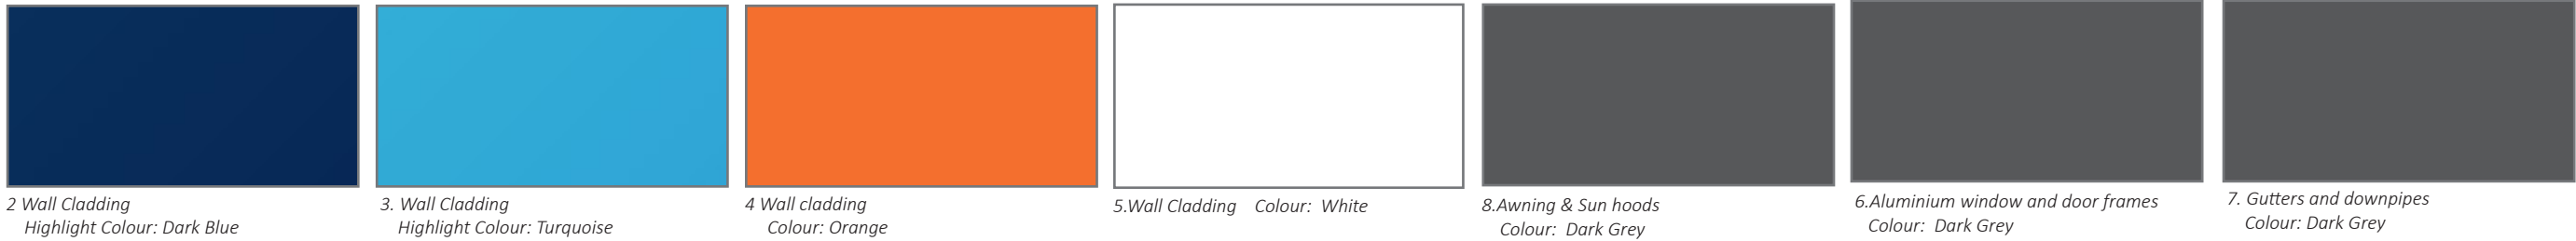 2 Wall Cladding
Highlight Colour: Dark Blue
3. Wall Cladding
Highlight Colour: Turquoise
4 Wall cladding
Colour: Orange
5.Wall Cladding Colour: White
8.Awning & Sun hoods
Colour: Dark Grey
6.Aluminium window and door frames
Colour: Dark Grey
7. Gutters and downpipes
Colour: Dark Grey